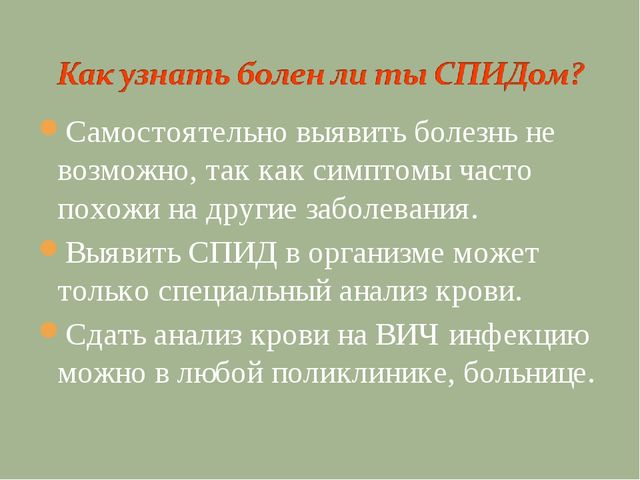 Как узнать болен ли ты СПИДом?
Самостоятельно выявить болезнь не
возможно, так как симптомы часто
похожи на другие заболевания.
Выявить СПИД в организме может
только специальный анализ крови.
Сдать анализ крови на ВИЧ инфекцию
можно в любой поликлинике, больнице.